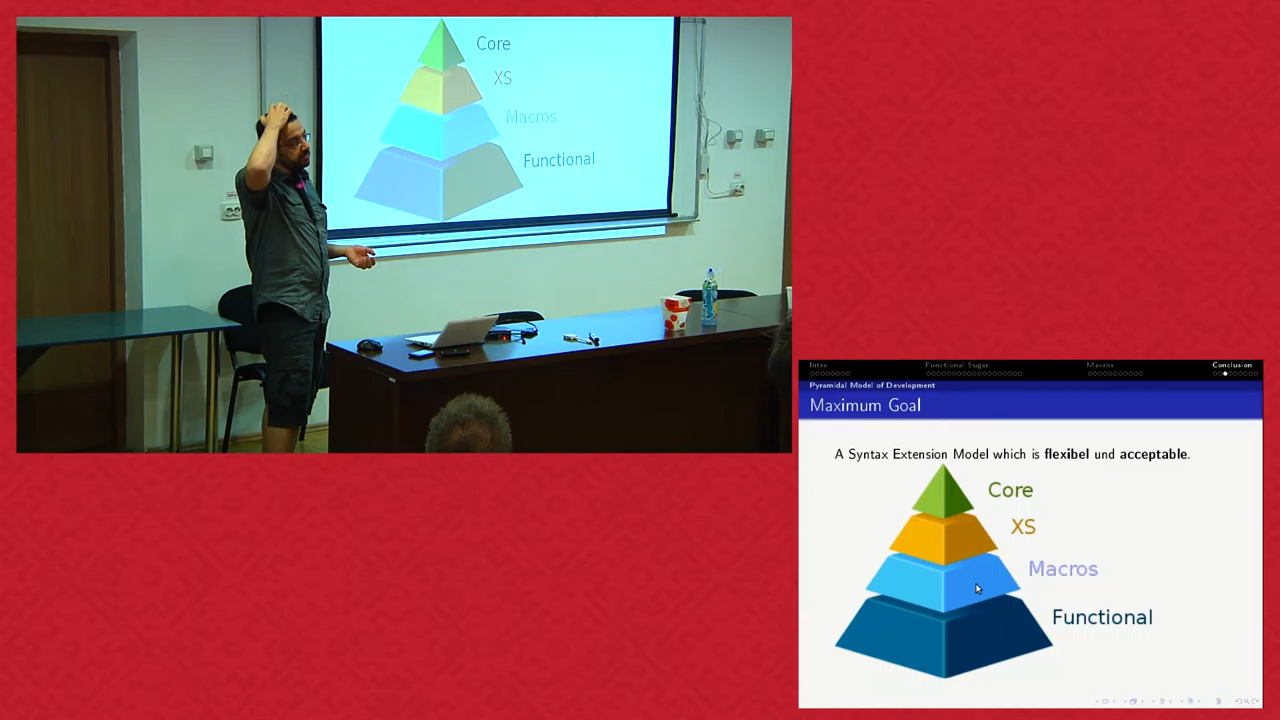 Core
XS
Macros
Functional
Intro
Functional Sugar
Macros
Conclusion
Pyramidal Model of Development
Maximum Goal
A Syntax Extension Model which is flexibel und acceptable.
Core
XS
Macros
Functional